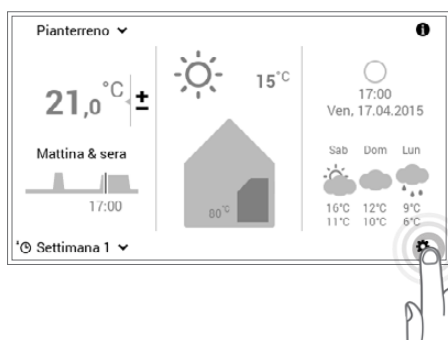 Pianterreno
21,0 °C ±
Mattina & sera
17:00
Settimana 1
15°C
80°C
17:00
Ven, 17.04.2015
Sab Dom Lun
16°C 12°C 9°C
11°C 10°C 6°C